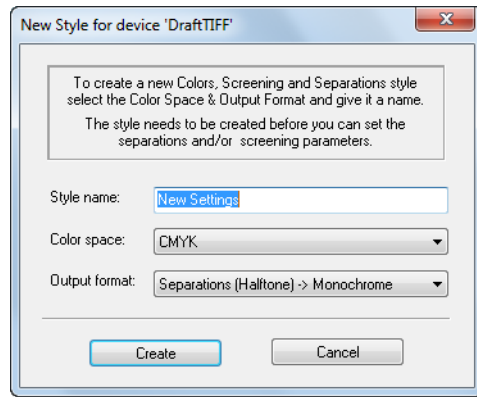 New Style for device 'DraftTIFF'
To create a new Colors, Screening and Separations style
select the Color Space & Output Format and give it a name.
The style needs to be created before you can set the
separations and/or screening parameters.
Style name: New Settings
Color space: CMYK
Output format: Separations (Halftone) -> Monochrome
Create Cancel